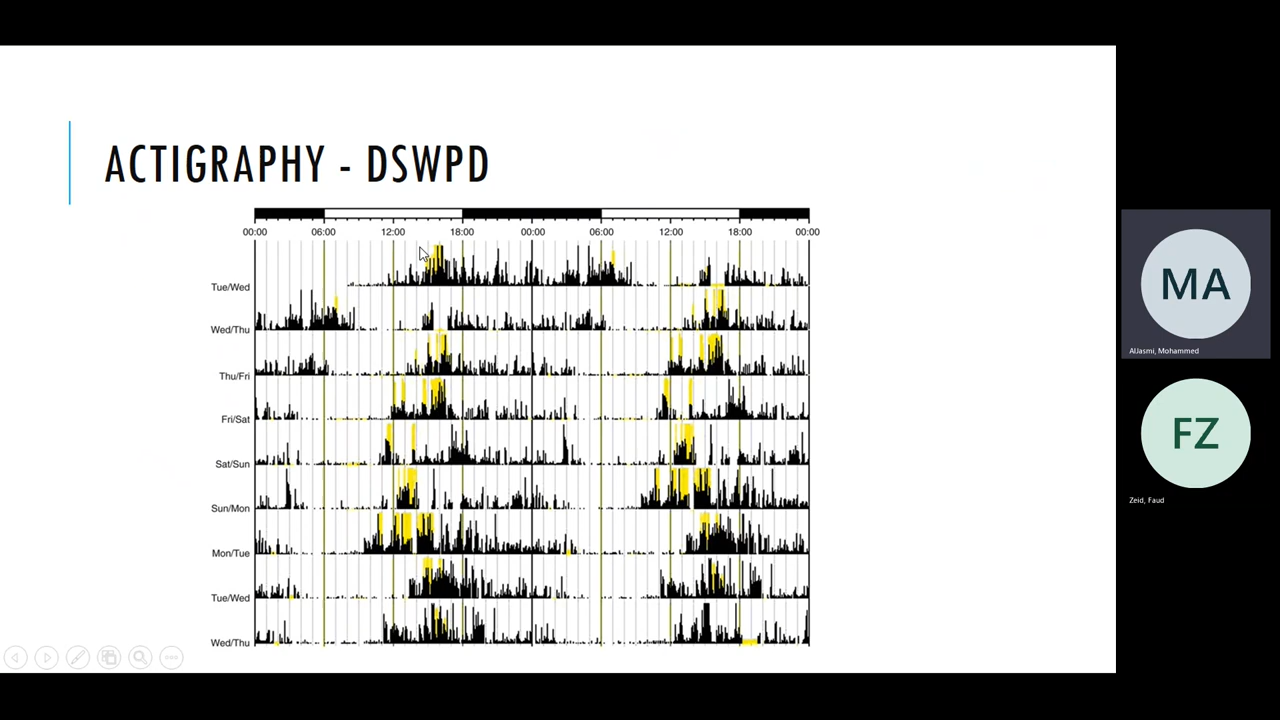 ACTIGRAPHY - DSWPD
00:00 06:00 12:00 18:00 00:00 06:00 12:00 18:00 00:00
Tue/Wed
Wed/Thu
Thu/Fri
Fri/Sat
Sat/Sun
Sun/Mon
Mon/Tue
Tue/Wed
Wed/Thu
MA
AlJasmi, Mohammed
FZ
Zeid, Faud